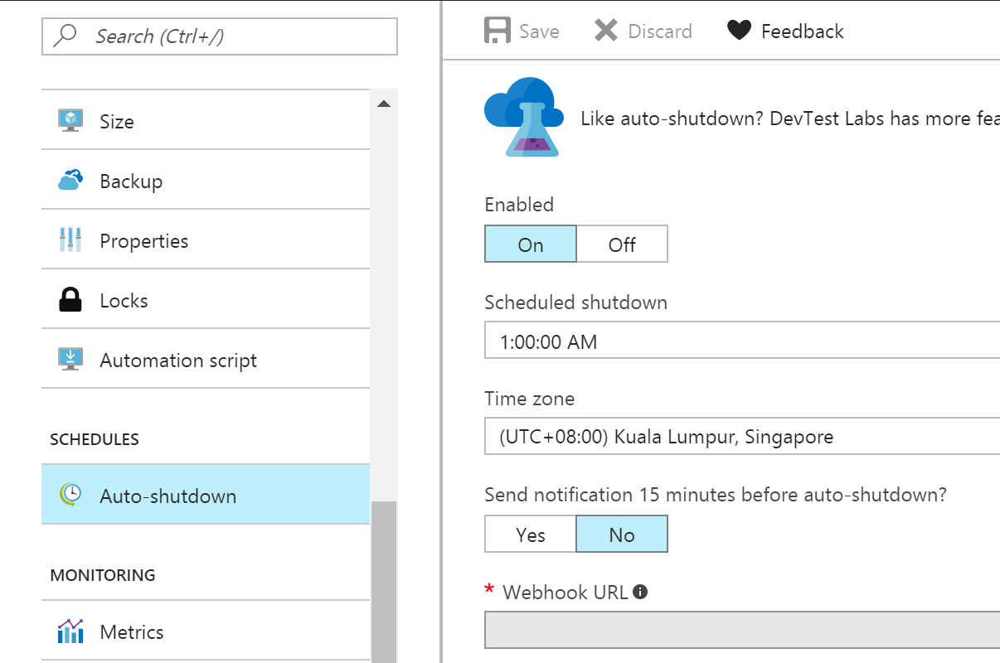 Search (Ctrl+/)
Size
Backup
Properties
Locks
Automation script
SCHEDULES
Auto-shutdown
MONITORING
Metrics
Save Discard Feedback
Like auto-shutdown? DevTest Labs has more fea
Enabled
On Off
Scheduled shutdown
1:00:00 AM
Time zone
(UTC+08:00) Kuala Lumpur, Singapore
Send notification 15 minutes before auto-shutdown?
Yes No
* Webhook URL